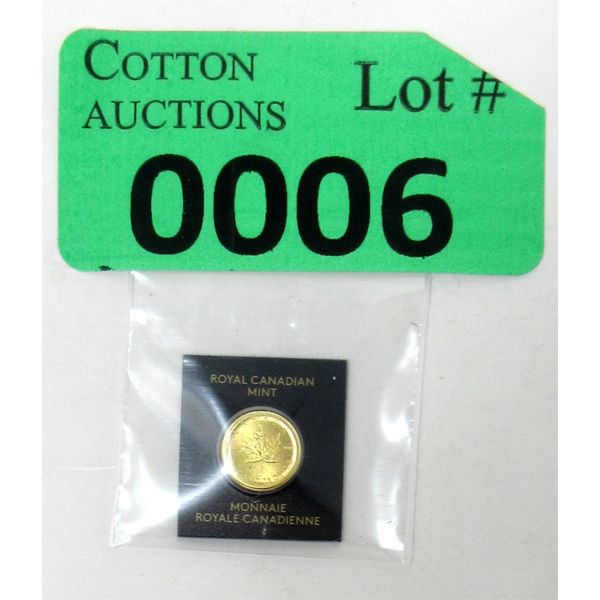 COTTON
AUCTIONS
Lot #
0006
ROYAL CANADIAN
MINT
MONNAIE
ROYALE CANADIENNE